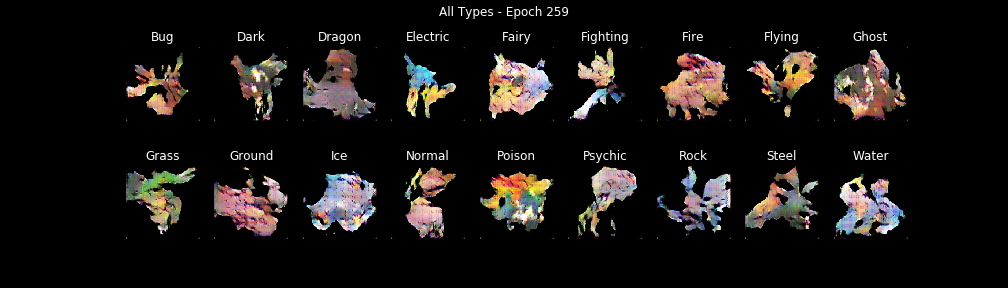 All Types - Epoch 259
Bug Dark Dragon Electric Fairy Fighting Fire Flying Ghost
Grass Ground Ice Normal Poison Psychic Rock Steel Water